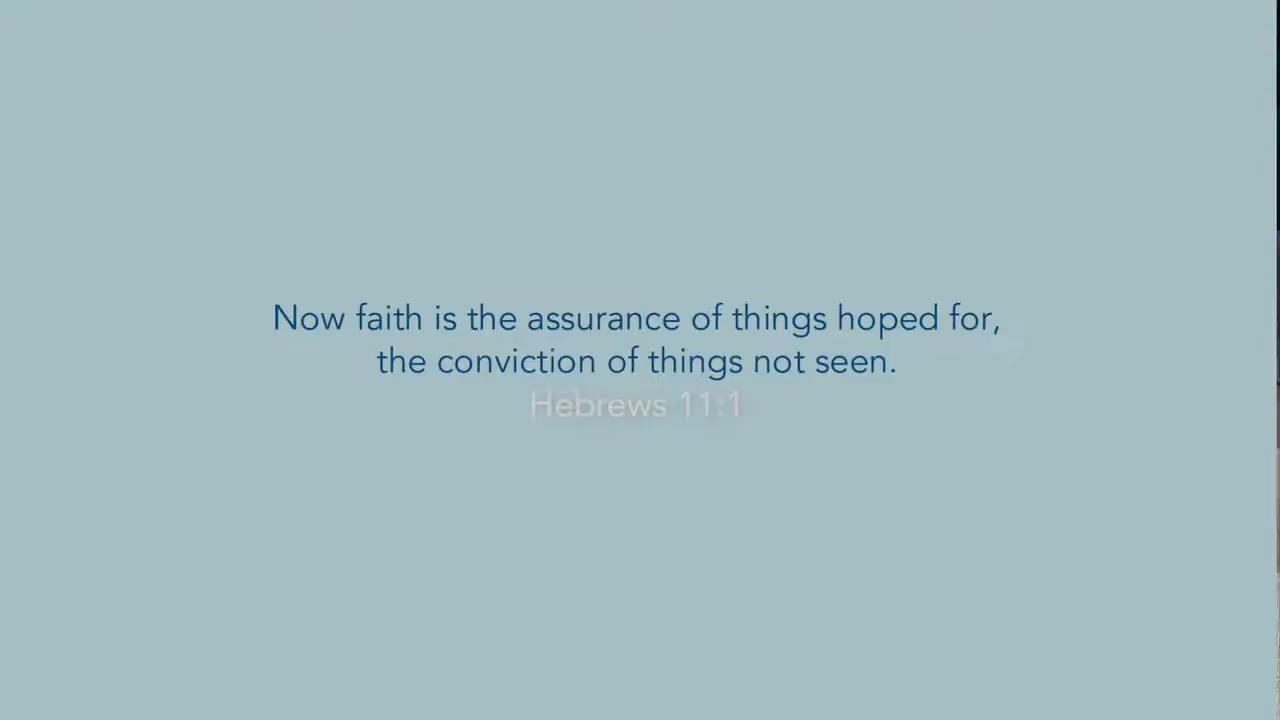 Now faith is the assurance of things hoped for,
the conviction of things not seen.
Hebrews 11:1